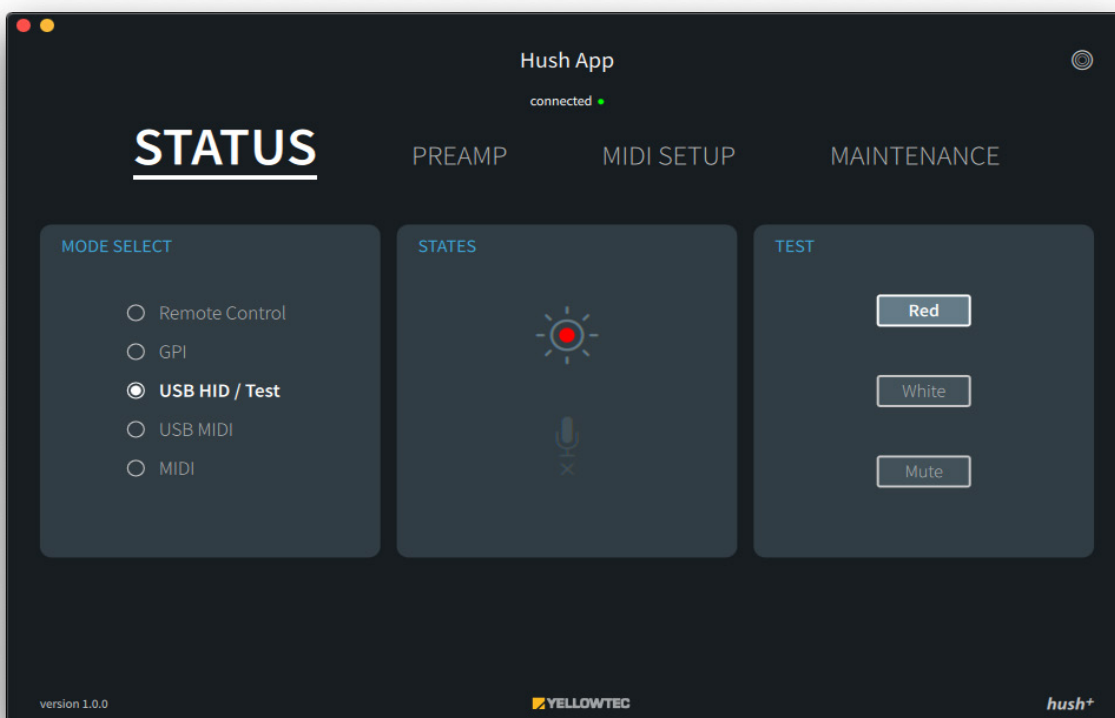 Hush App
connected
STATUS
PREAMP
MIDI SETUP
MAINTENANCE
MODE SELECT
Remote Control
GPI
USB HID / Test
USB MIDI
MIDI
STATES
TEST
Red
White
Mute
version 1.0.0
YELLOWTEC
hush+